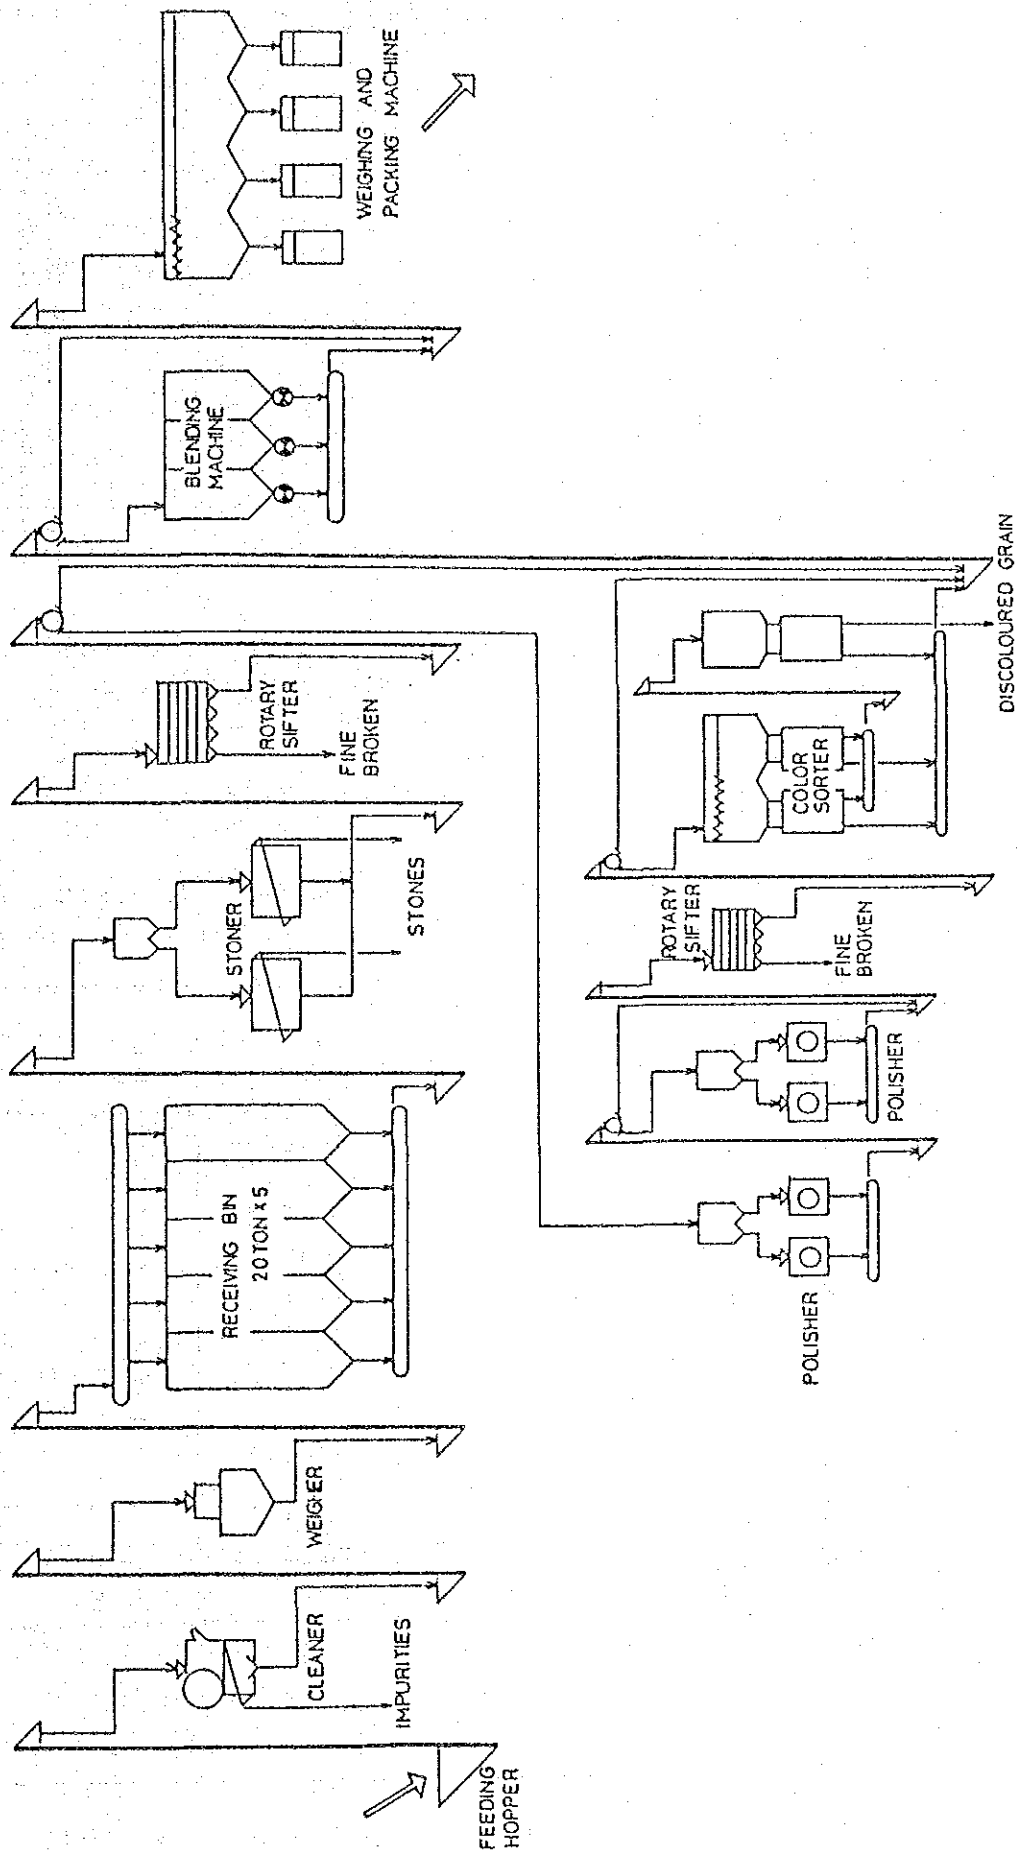 FEEDING
HOPPER
CLEANER
IMPURITIES
WEIGHER
RECEIVING BIN
20 TON × 5
STONER
STONES
ROTARY
SIFTER
FINE
BROKEN
BLENDING
MACHINE
WEIGHING AND
PACKING MACHINE
POLISHER
POLISHER
ROTARY
SIFTER
FINE
BROKEN
COLOR
SORTER
DISCOLOURED GRAIN